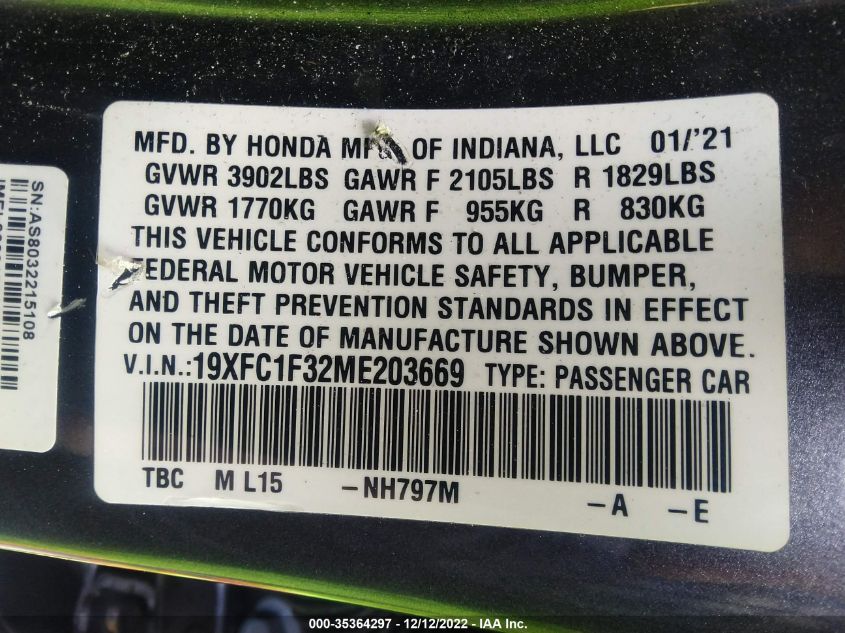 MFD. BY HONDA OF INDIANA, LLC 01/'21
GVWR 3902LBS GAWR F 2105LBS R 1829LBS
GVWR 1770KG GAWR F 955KG R 830KG
THIS VEHICLE CONFORMS TO ALL APPLICABLE
FEDERAL MOTOR VEHICLE SAFETY, BUMPER,
AND THEFT PREVENTION STANDARDS IN EFFECT
ON THE DATE OF MANUFACTURE SHOWN ABOVE.
V.I.N.:19XFC1F32ME203669 TYPE: PASSENGER CAR
TBC M L15 -NH797M -A -E
SN:AS8032215108
000-35364297 - 12/12/2022 - IAA Inc.